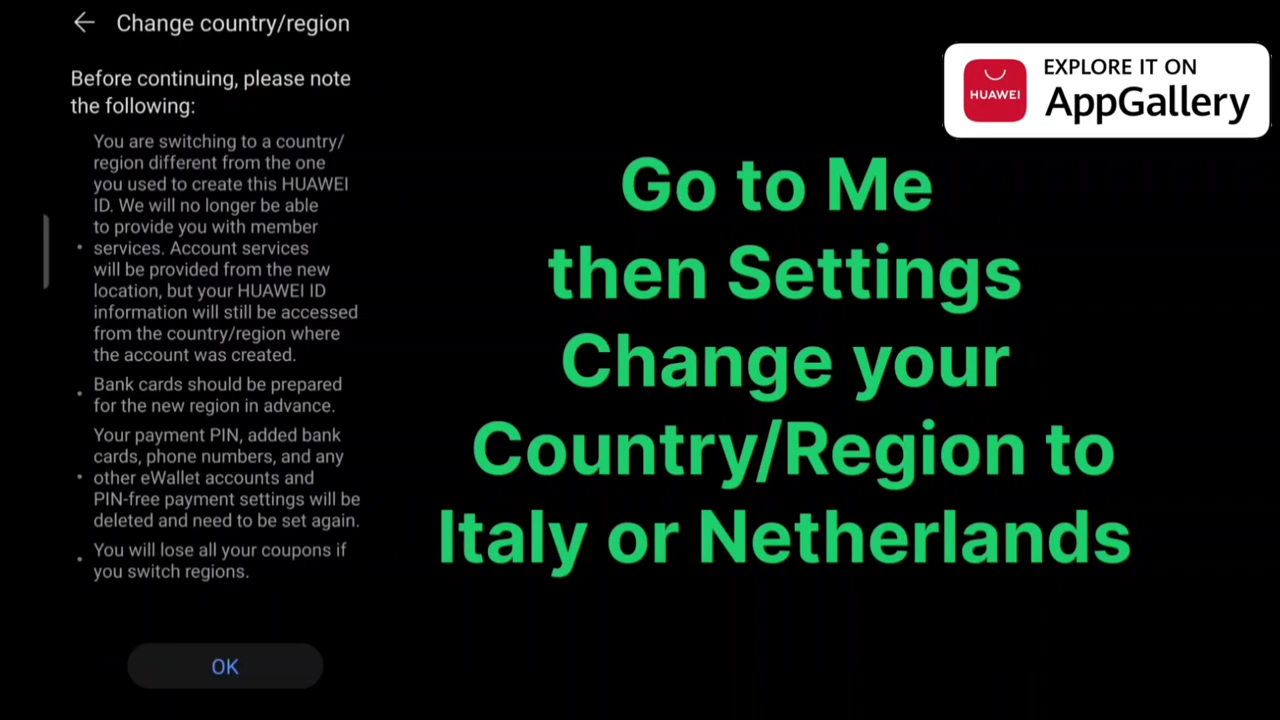 Change country/region
Before continuing, please note
the following:
You are switching to a country/
region different from the one
you used to create this HUAWEI
ID. We will no longer be able
to provide you with member
• services. Account services
will be provided from the new
location, but your HUAWEI ID
information will still be accessed
from the country/region where
the account was created.
• Bank cards should be prepared
for the new region in advance.
Your payment PIN, added bank
cards, phone numbers, and any
• other eWallet accounts and
PIN-free payment settings will be
deleted and need to be set again.
• You will lose all your coupons if
you switch regions.
OK
HUAWEI
EXPLORE IT ON
AppGallery
Go to Me
then Settings
Change your
Country/Region to
Italy or Netherlands